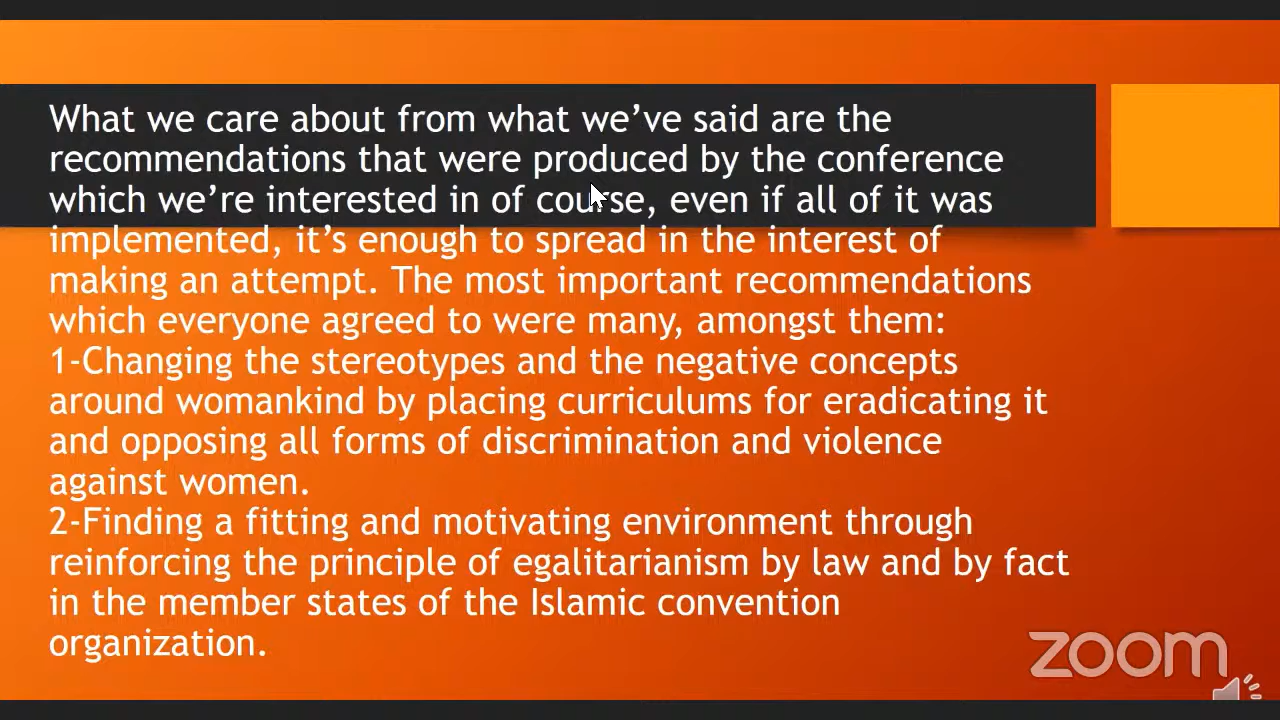 What we care about from what we’ve said are the
recommendations that were produced by the conference
which we’re interested in of course, even if all of it was
implemented, it’s enough to spread in the interest of
making an attempt. The most important recommendations
which everyone agreed to were many, amongst them:
1-Changing the stereotypes and the negative concepts
around womankind by placing curriculums for eradicating it
and opposing all forms of discrimination and violence
against women.
2-Finding a fitting and motivating environment through
reinforcing the principle of egalitarianism by law and by fact
in the member states of the Islamic convention
organization.
zoom